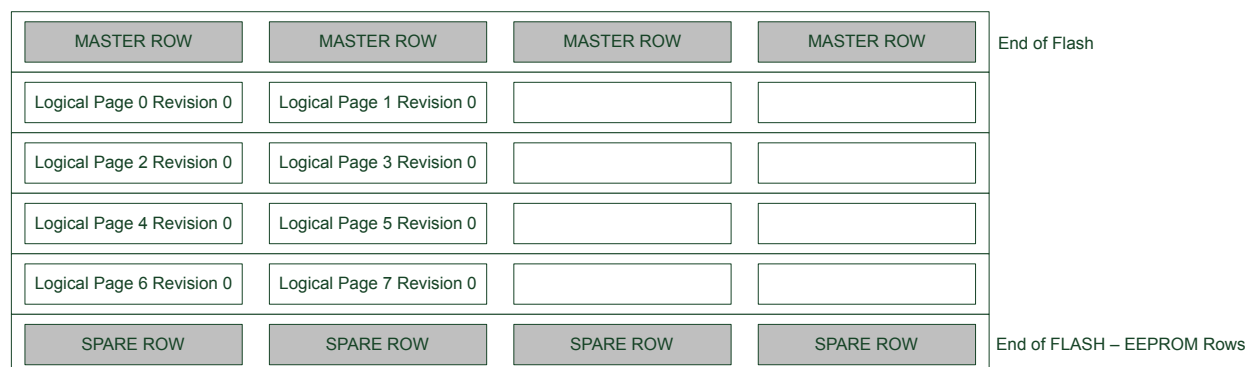 MASTER ROW MASTER ROW MASTER ROW MASTER ROW End of Flash
Logical Page 0 Revision 0 Logical Page 1 Revision 0
Logical Page 2 Revision 0 Logical Page 3 Revision 0
Logical Page 4 Revision 0 Logical Page 5 Revision 0
Logical Page 6 Revision 0 Logical Page 7 Revision 0
SPARE ROW SPARE ROW SPARE ROW SPARE ROW End of FLASH – EEPROM Rows